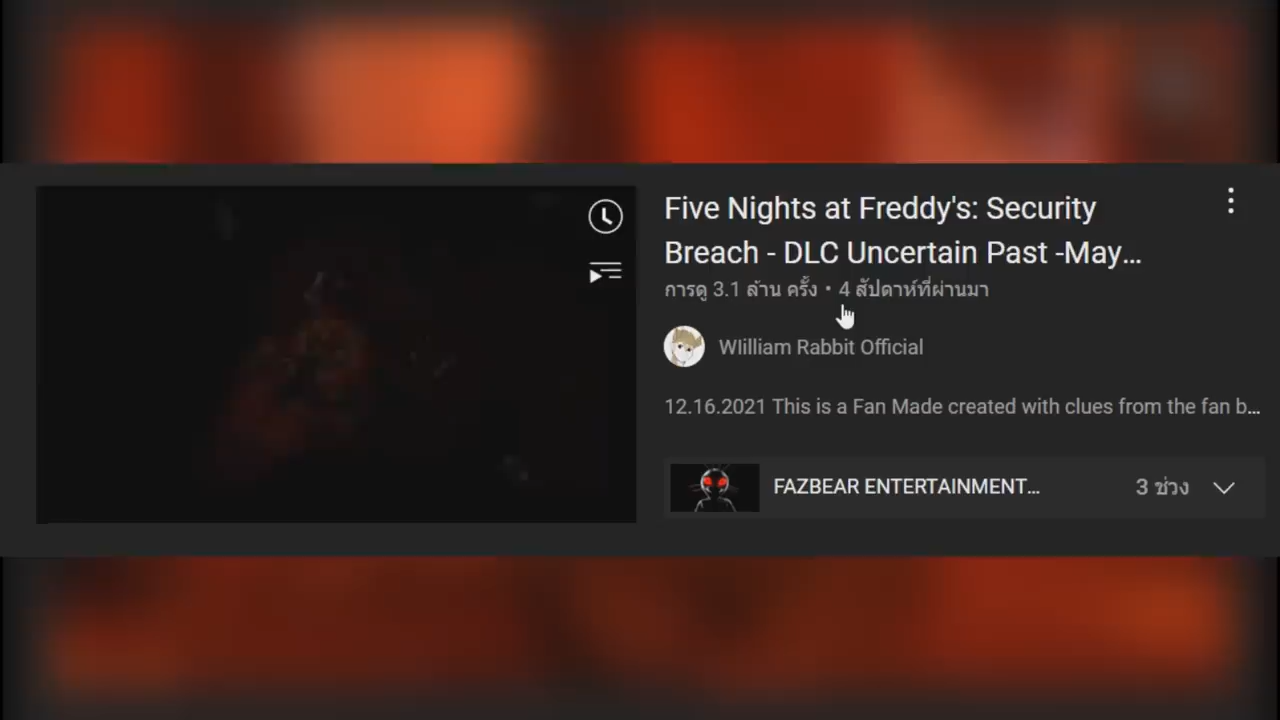 Five Nights at Freddy's: Security
Breach - DLC Uncertain Past -May...
การดู 3.1 ล้าน ครั้ง • 4 สัปดาห์ที่ผ่านมา
WIilliam Rabbit Official
12.16.2021 This is a Fan Made created with clues from the fan b...
FAZBEAR ENTERTAINMENT... 3 ช่วง